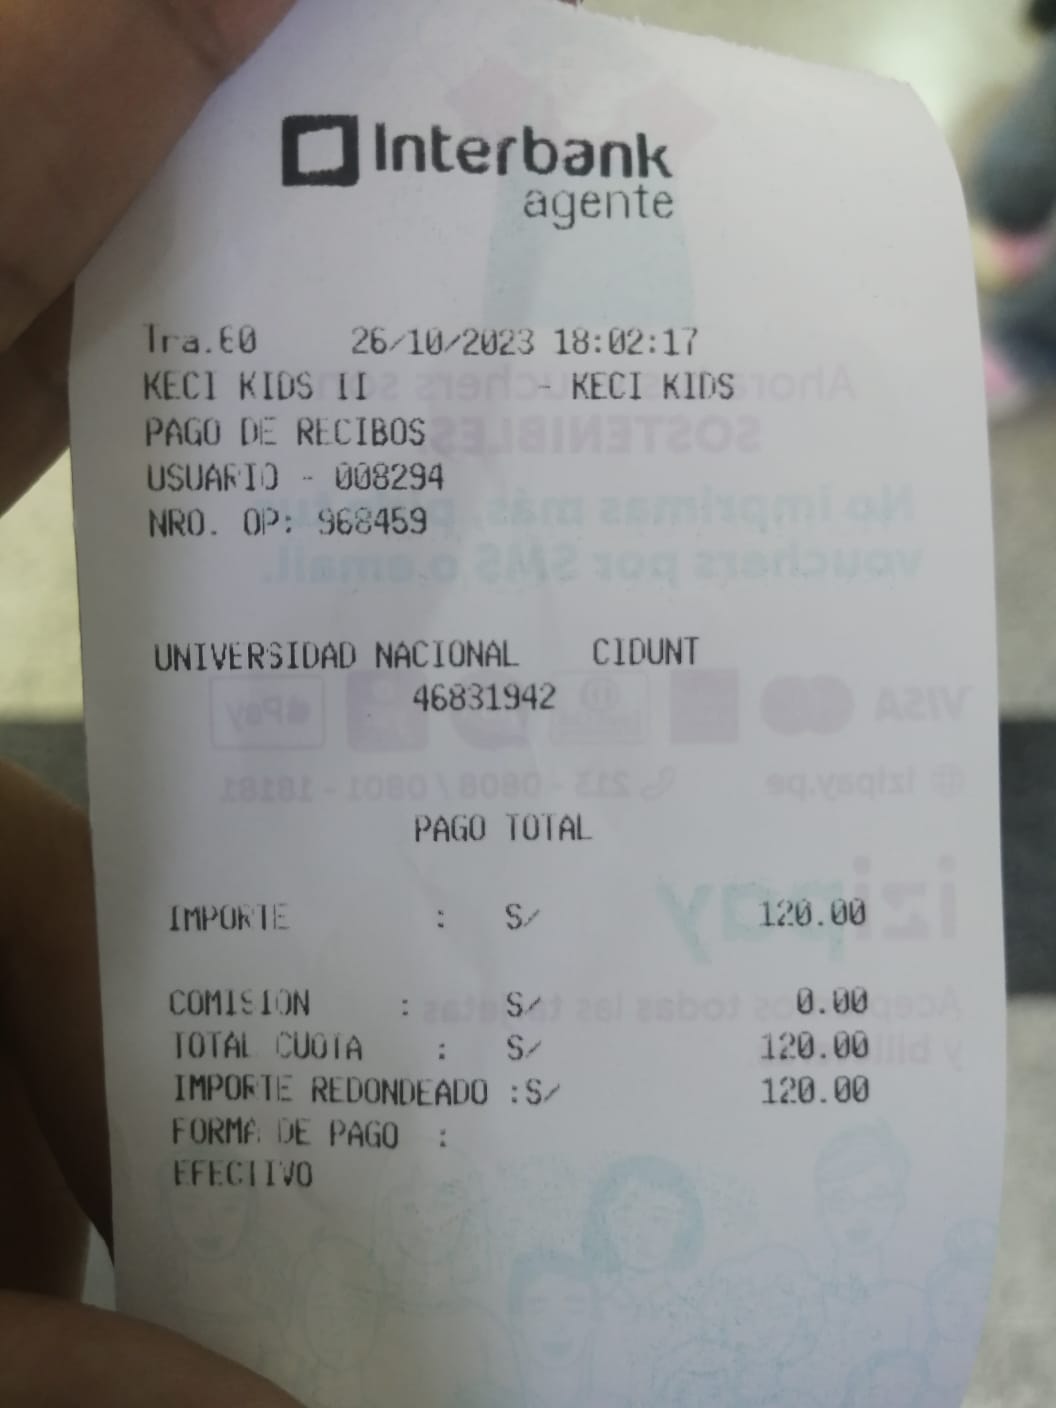 Interbank
agente
Tra.60 26/10/2023 18:02:17
KECI KIDS II - KECI KIDS
PAGO DE RECIBOS
USUARIO - 008294
NRO. OP: 968459
UNIVERSIDAD NACIONAL CIDUNT
46831942
PAGO TOTAL
IMPORTE : S/ 120.00
COMISION : S/ 0.00
TOTAL CUOTA : S/ 120.00
IMPORTE REDONDEADO :S/ 120.00
FORMA DE PAGO :
EFECTIVO